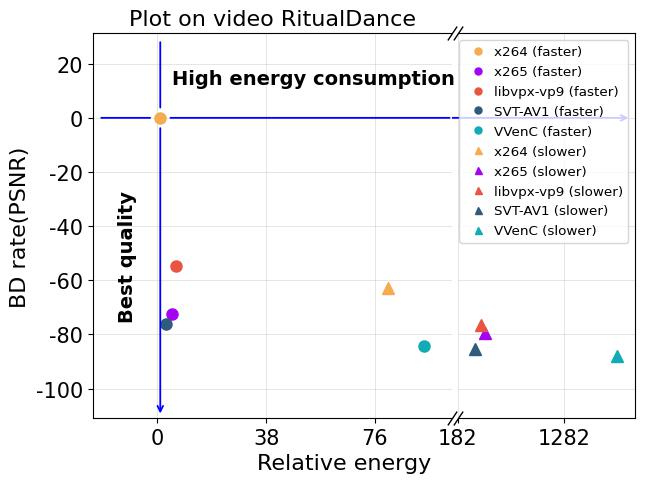 Plot on video RitualDance
High energy consumption
Best quality
x264 (faster)
x265 (faster)
libvpx-vp9 (faster)
SVT-AV1 (faster)
VVenC (faster)
x264 (slower)
x265 (slower)
libvpx-vp9 (slower)
SVT-AV1 (slower)
VVenC (slower)
BD rate(PSNR)
20
0
-20
-40
-60
-80
-100
0 38 76 182 1282
Relative energy